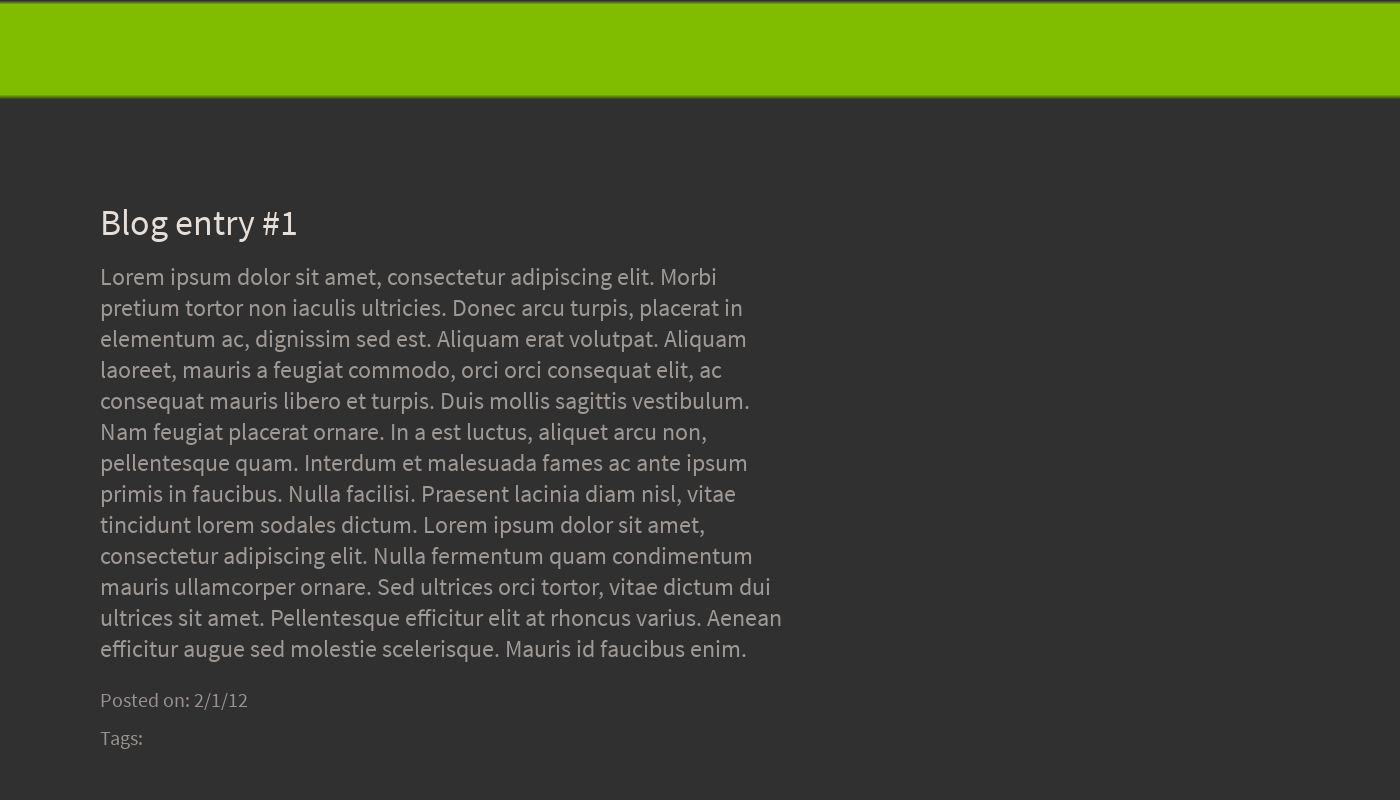 Blog entry #1
Lorem ipsum dolor sit amet, consectetur adipiscing elit. Morbi
pretium tortor non iaculis ultricies. Donec arcu turpis, placerat in
elementum ac, dignissim sed est. Aliquam erat volutpat. Aliquam
laoreet, mauris a feugiat commodo, orci orci consequat elit, ac
consequat mauris libero et turpis. Duis mollis sagittis vestibulum.
Nam feugiat placerat ornare. In a est luctus, aliquet arcu non,
pellentesque quam. Interdum et malesuada fames ac ante ipsum
primis in faucibus. Nulla facilisi. Praesent lacinia diam nisl, vitae
tincidunt lorem sodales dictum. Lorem ipsum dolor sit amet,
consectetur adipiscing elit. Nulla fermentum quam condimentum
mauris ullamcorper ornare. Sed ultrices orci tortor, vitae dictum dui
ultrices sit amet. Pellentesque efficitur elit at rhoncus varius. Aenean
efficitur augue sed molestie scelerisque. Mauris id faucibus enim.
Posted on: 2/1/12
Tags: